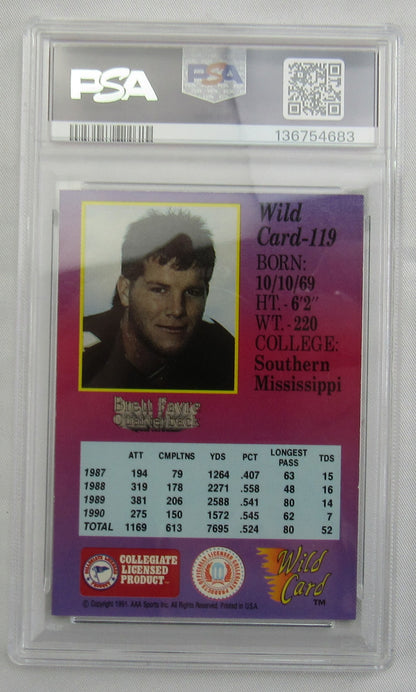 PSA
PSA
136754683
Wild
Card-119
BORN:
10/10/69
HT.-6'2"
WT.-220
COLLEGE:
Southern
Mississippi
Brett Favre
Quarterback
ATT CMPLTNS YDS PCT LONGEST PASS TDS
1987 194 79 1264 .407 63 15
1988 319 178 2271 .558 48 16
1989 381 206 2588 .541 80 14
1990 275 150 1572 .545 62 7
TOTAL 1169 613 7695 .524 80 52
COLLEGIATE
LICENSED
PRODUCT™
Wild
Card
™
© Copyright 1991. AAA Sports Inc. All Rights Reserved. Printed in U.S.A.